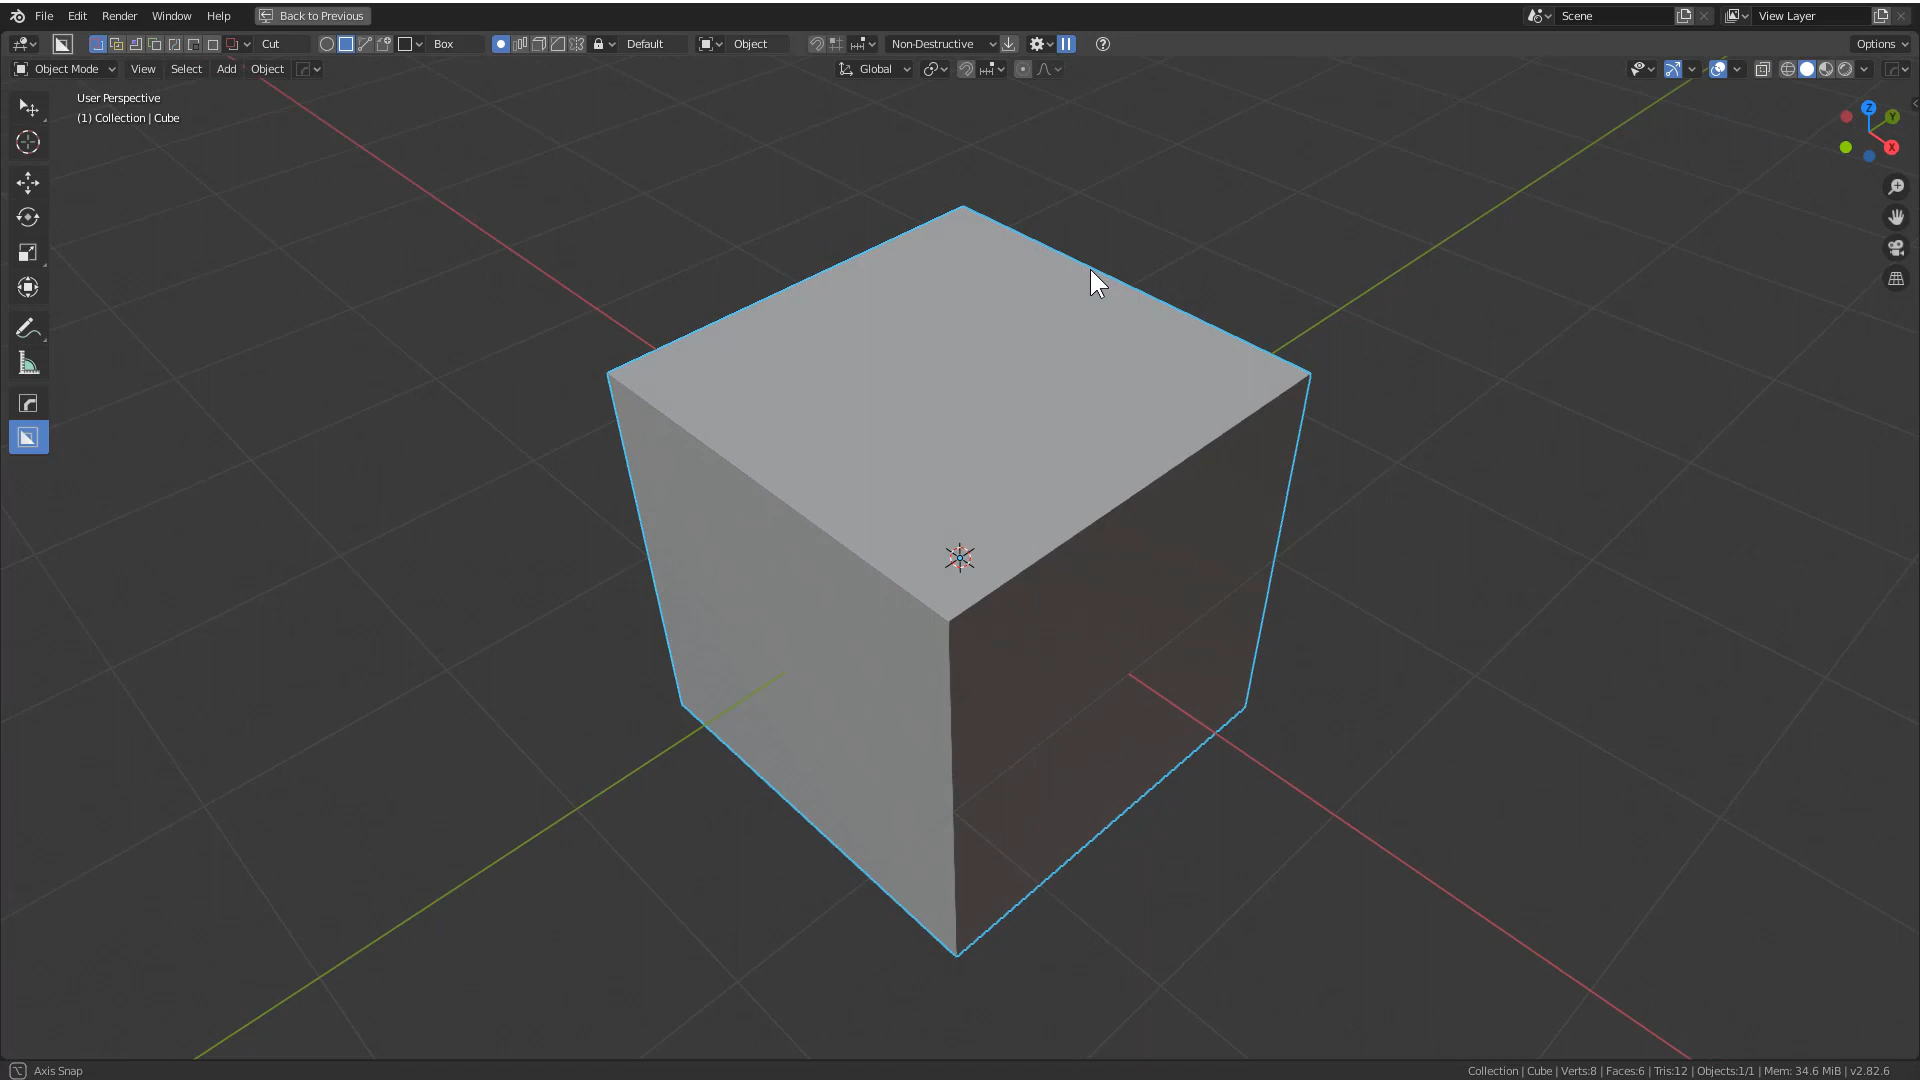 File Edit Render Window Help Back to Previous Scene View Layer
Cut Box Default Object Non-Destructive Options
Object Mode View Select Add Object Global
User Perspective
(1) Collection | Cube
Z
Y
X
Axis Snap Collection | Cube | Verts:8 | Faces:6 | Tris:12 | Objects:1/1 | Mem: 34.6 MiB | v2.82.6